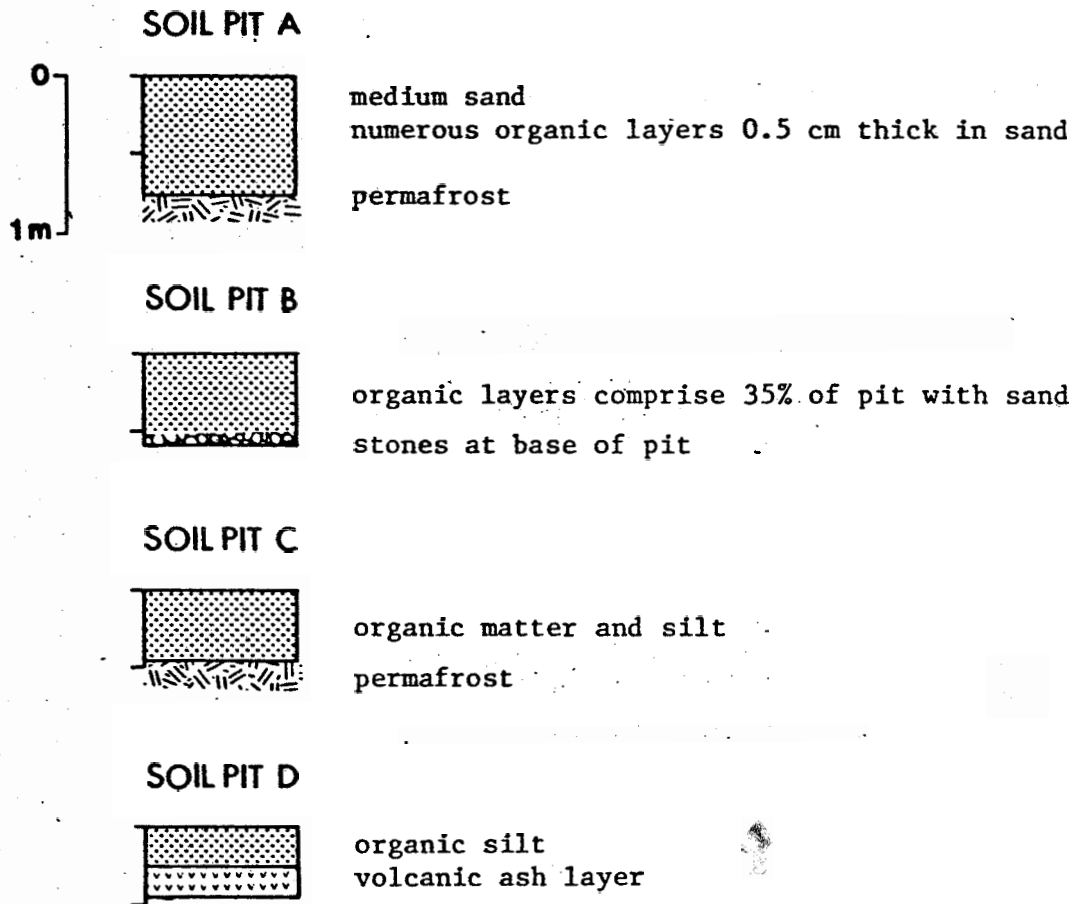 SOIL PIT A
0
medium sand
numerous organic layers 0.5 cm thick in sand
permafrost
1m
SOIL PIT B
organic layers comprise 35% of pit with sand
stones at base of pit
SOIL PIT C
organic matter and silt
permafrost
SOIL PIT D
organic silt
volcanic ash layer